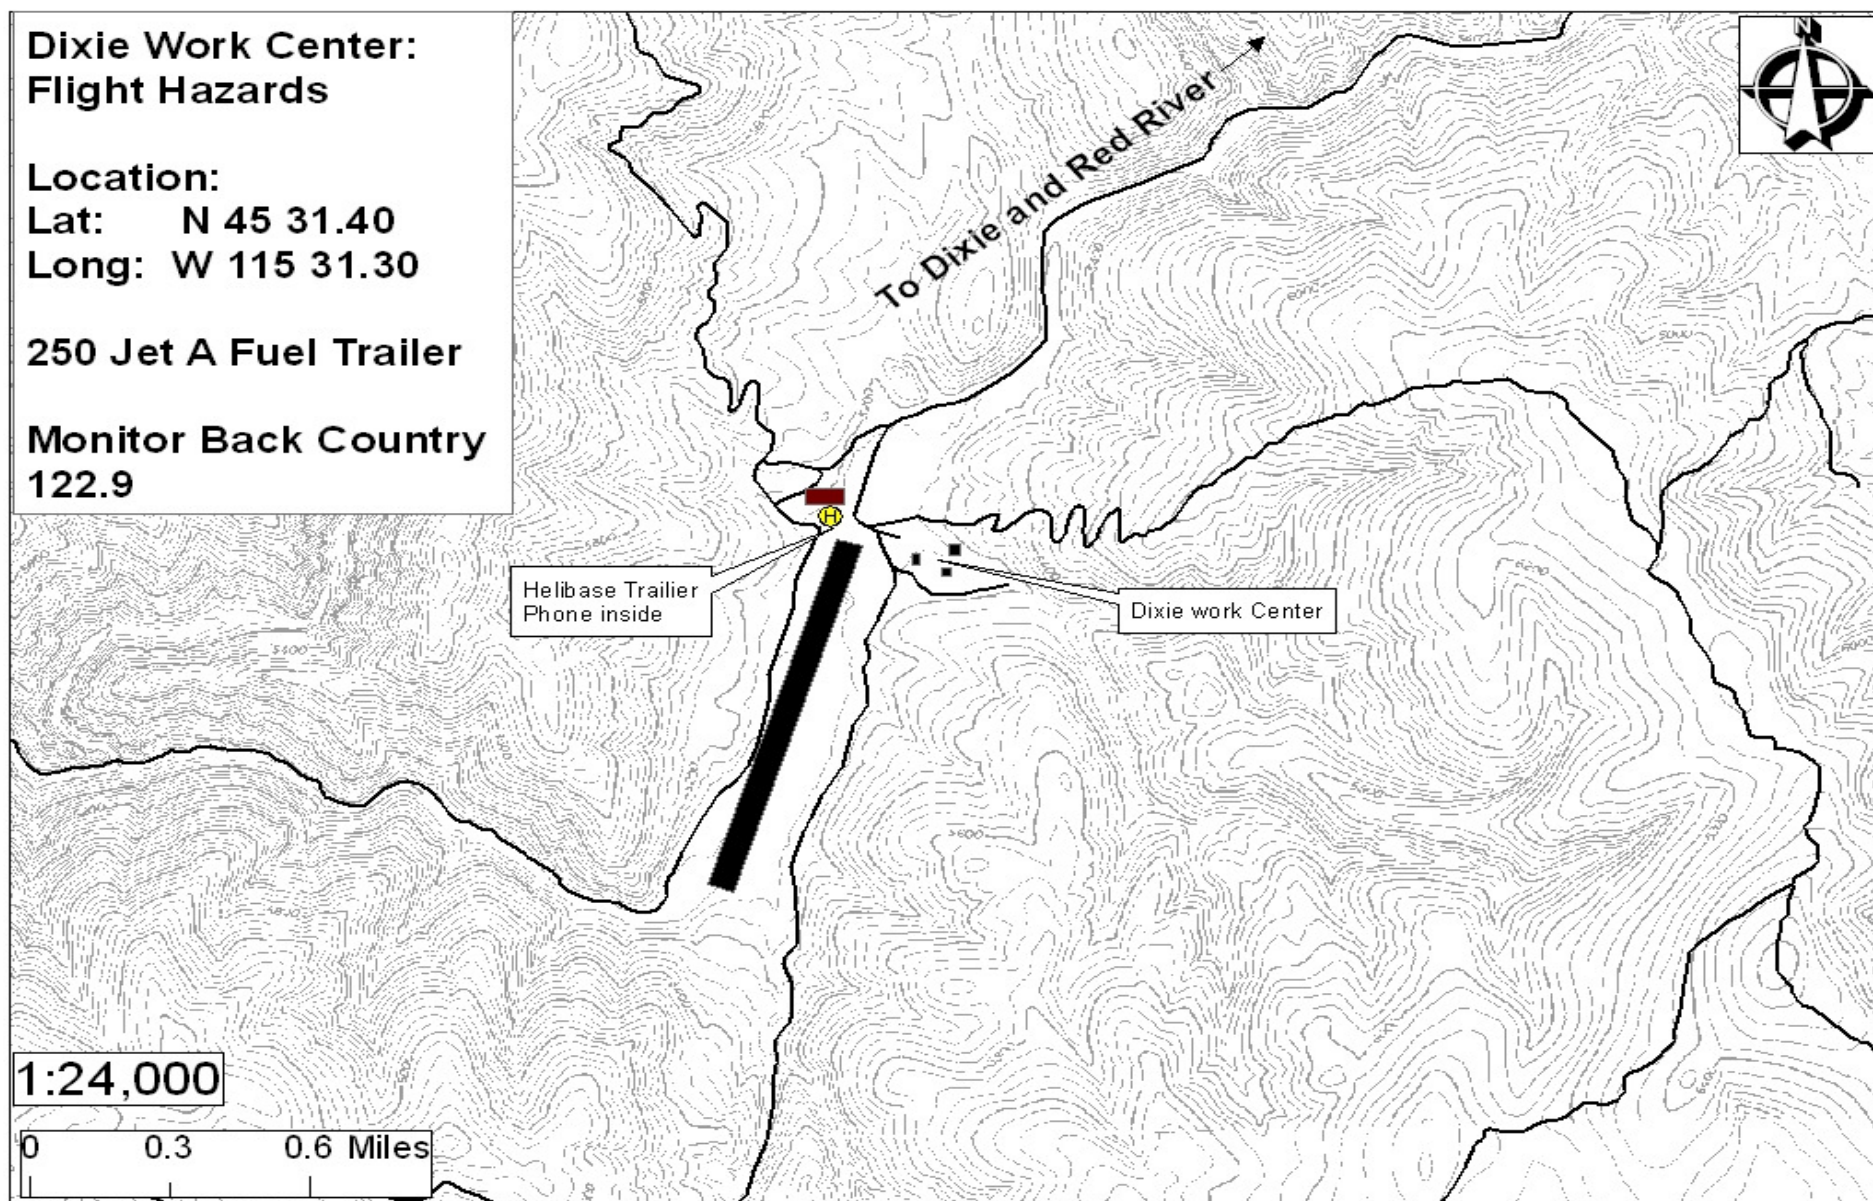 Dixie Work Center:
Flight Hazards
Location:
Lat: N 45 31.40
Long: W 115 31.30
250 Jet A Fuel Trailer
Monitor Back Country
122.9
N
To Dixie and Red River
H
Helibase Trailier
Phone inside
Dixie work Center
5400
5600
1:24,000
0 0.3 0.6 Miles